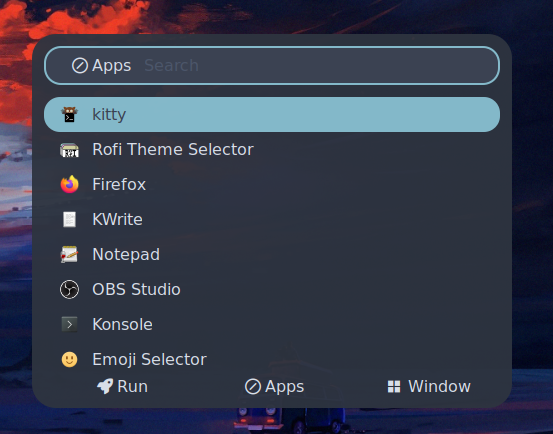 Apps Search
kitty
Rofi Theme Selector
Firefox
KWrite
Notepad
OBS Studio
Konsole
Emoji Selector
Run Apps Window